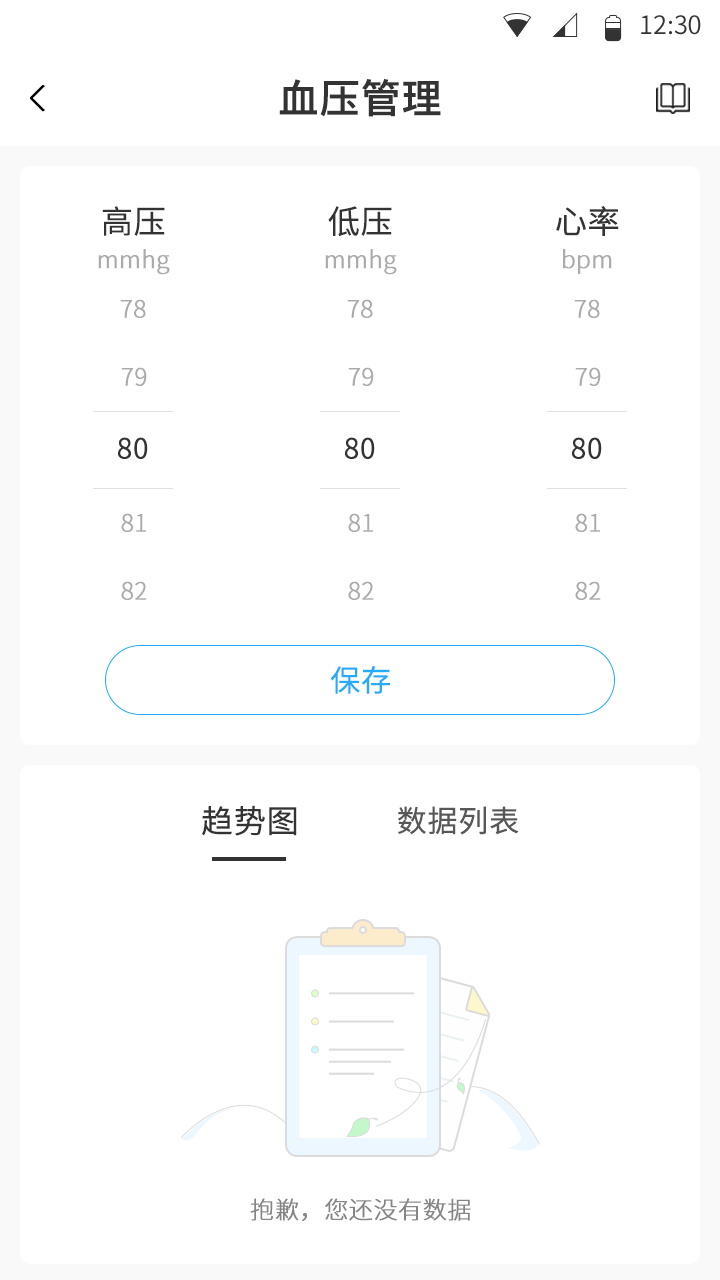 12:30
血压管理
高压 低压 心率
mmhg mmhg bpm
78 78 78
79 79 79
80 80 80
81 81 81
82 82 82
保存
趋势图 数据列表
抱歉，您还没有数据